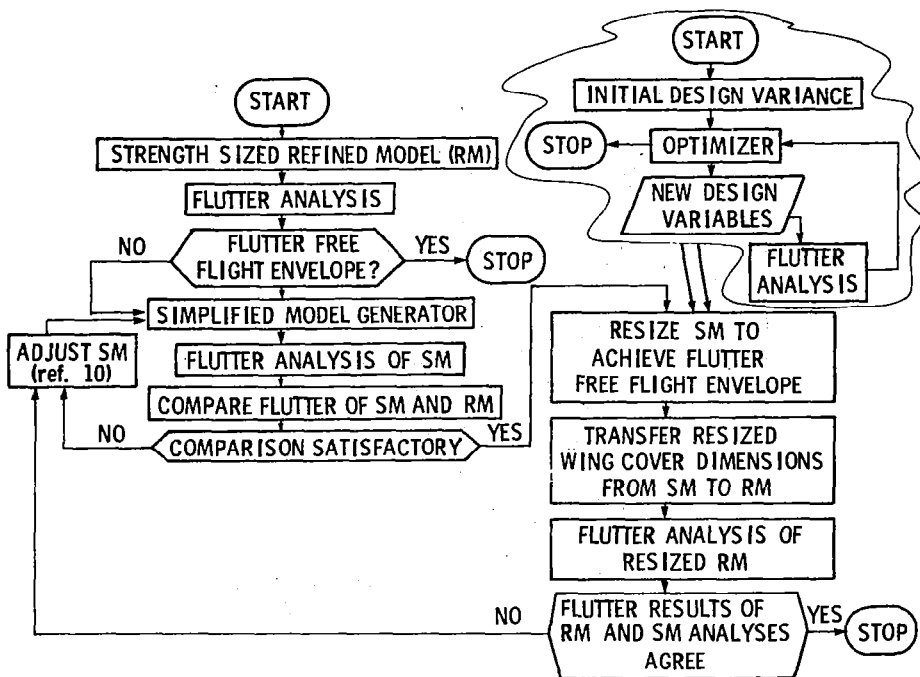 START
STRENGTH SIZED REFINED MODEL (RM)
FLUTTER ANALYSIS
NO
FLUTTER FREE
FLIGHT ENVELOPE?
YES
STOP
SIMPLIFIED MODEL GENERATOR
ADJUST SM
(ref. 10)
FLUTTER ANALYSIS OF SM
COMPARE FLUTTER OF SM AND RM
NO
COMPARISON SATISFACTORY
YES
START
INITIAL DESIGN VARIANCE
STOP
OPTIMIZER
NEW DESIGN
VARIABLES
FLUTTER
ANALYSIS
RESIZE SM TO
ACHIEVE FLUTTER
FREE FLIGHT ENVELOPE
TRANSFER RESIZED
WING COVER DIMENSIONS
FROM SM TO RM
FLUTTER ANALYSIS OF
RESIZED RM
NO
FLUTTER RESULTS OF
RM AND SM ANALYSES
AGREE
YES
STOP